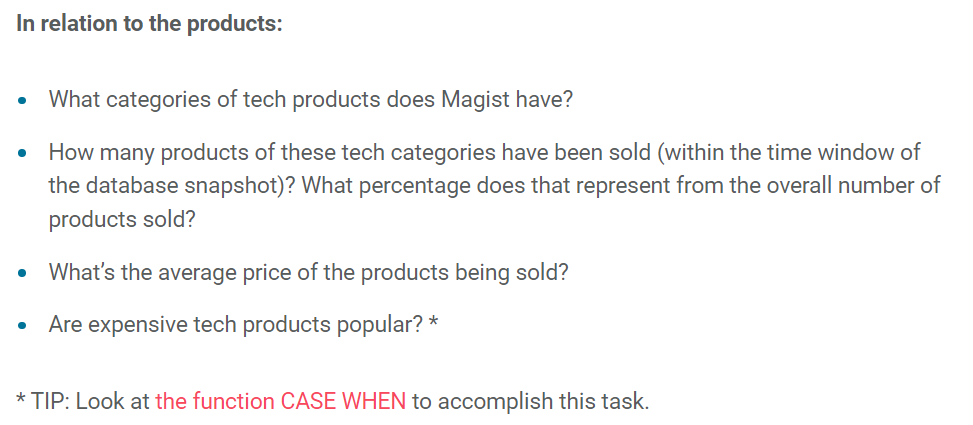 In relation to the products:
• What categories of tech products does Magist have?
• How many products of these tech categories have been sold (within the time window of
the database snapshot)? What percentage does that represent from the overall number of
products sold?
• What’s the average price of the products being sold?
• Are expensive tech products popular? *
* TIP: Look at the function CASE WHEN to accomplish this task.